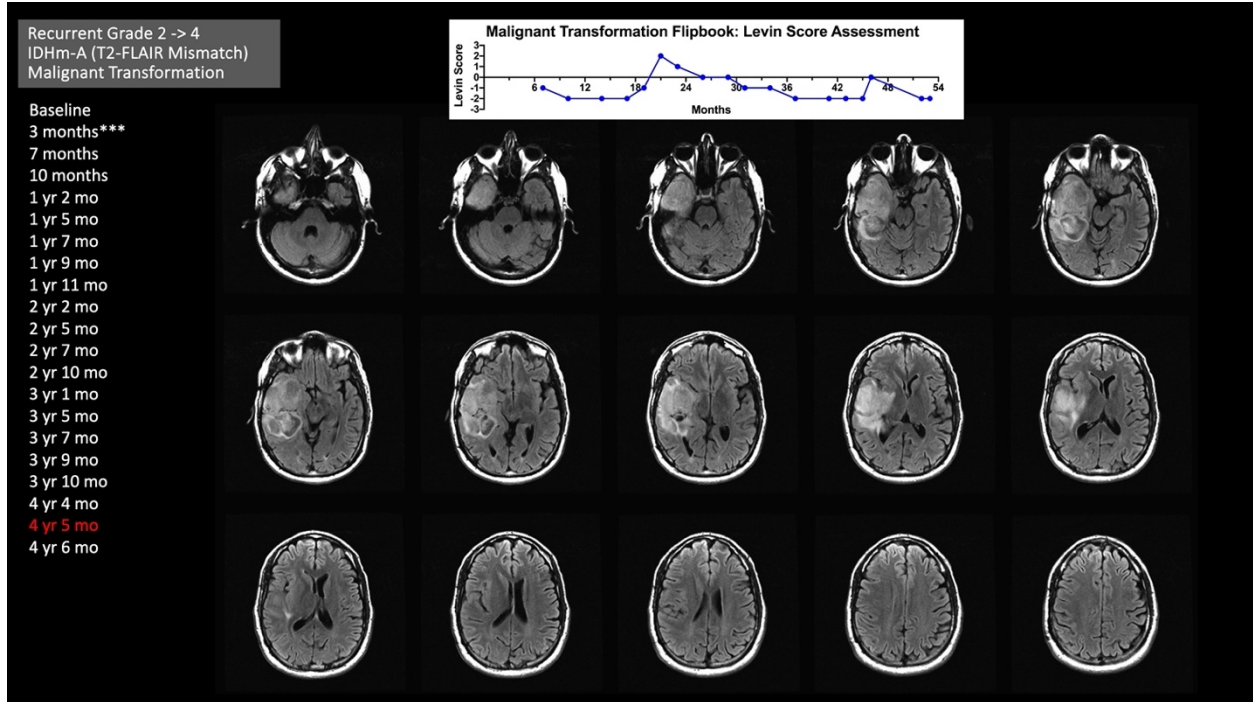 Recurrent Grade 2 -> 4
IDHm-A (T2-FLAIR Mismatch)
Malignant Transformation
Malignant Transformation Flipbook: Levin Score Assessment
Levin Score
3
2
1
0
-1
-2
-3
6 12 18 24 30 36 42 48 54
Months
Baseline
3 months***
7 months
10 months
1 yr 2 mo
1 yr 5 mo
1 yr 7 mo
1 yr 9 mo
1 yr 11 mo
2 yr 2 mo
2 yr 5 mo
2 yr 7 mo
2 yr 10 mo
3 yr 1 mo
3 yr 5 mo
3 yr 7 mo
3 yr 9 mo
3 yr 10 mo
4 yr 4 mo
4 yr 5 mo
4 yr 6 mo